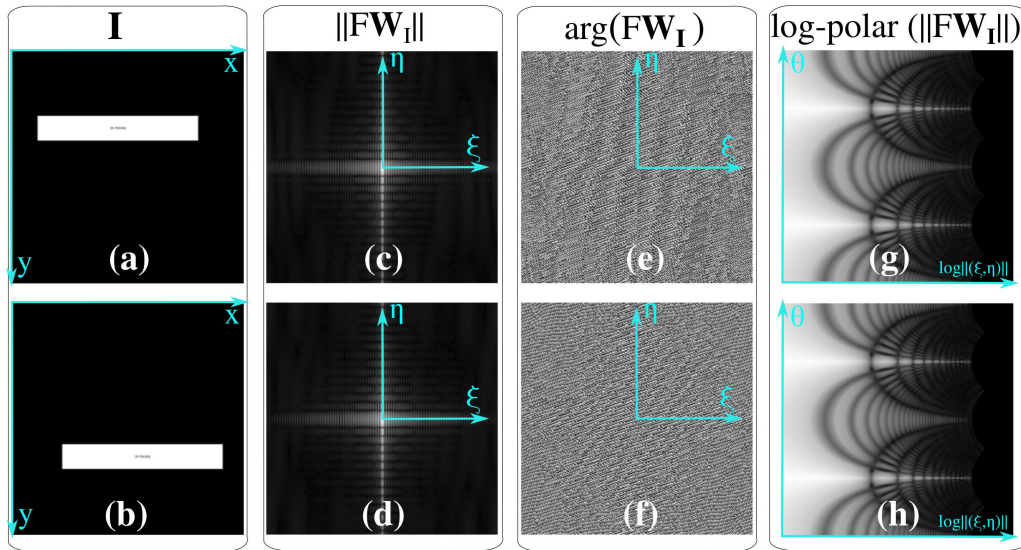 I
||FW_I||
arg(FW_I)
log-polar (||FW_I||)
x
y
(a)
η
ξ
(c)
η
ξ
(e)
θ
log||(ξ,η)||
(g)
x
y
(b)
η
ξ
(d)
η
ξ
(f)
θ
log||(ξ,η)||
(h)